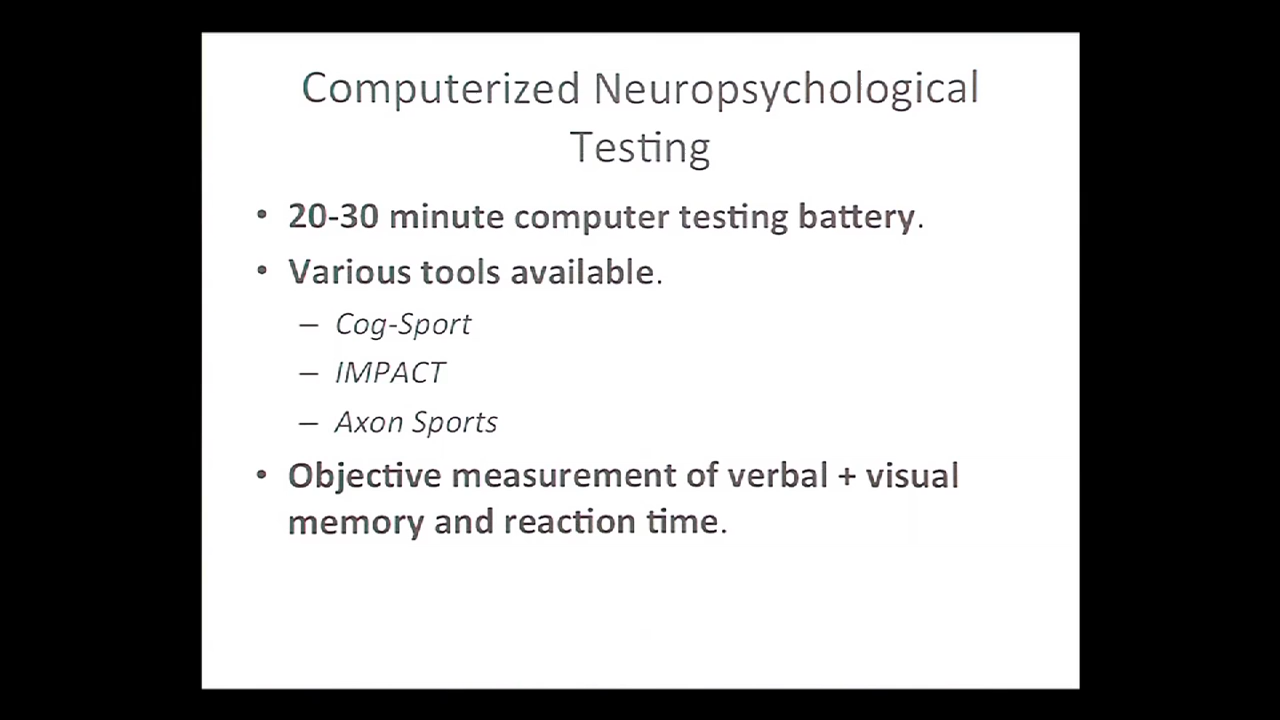 Computerized Neuropsychological
Testing
• 20-30 minute computer testing battery.
• Various tools available.
– Cog-Sport
– IMPACT
– Axon Sports
• Objective measurement of verbal + visual
memory and reaction time.